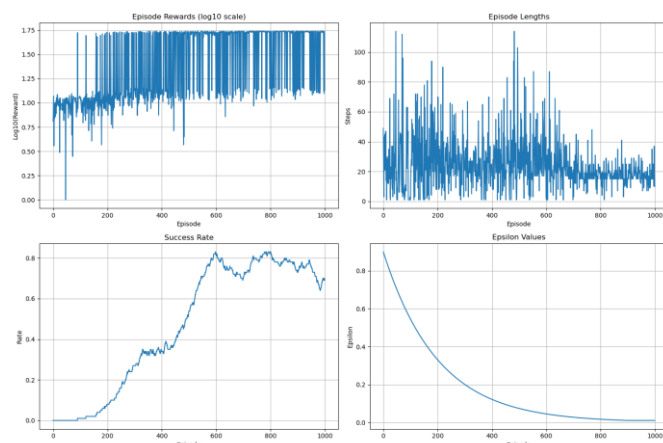 Episode Rewards (log10 scale)
Log10(Reward)
1.75
1.50
1.25
1.00
0.75
0.50
0.25
0.00
0 200 400 600 800 1000
Episode
Episode Lengths
Steps
100
80
60
40
20
0
0 200 400 600 800 1000
Episode
Success Rate
Rate
0.8
0.6
0.4
0.2
0.0
0 200 400 600 800 1000
Epsilon Values
Epsilon
0.8
0.6
0.4
0.2
0.0
0 200 400 600 800 1000